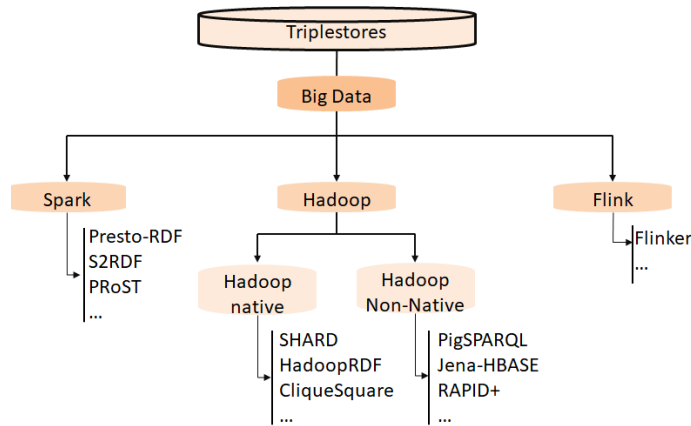 Triplestores
Big Data
Spark
Hadoop
Flink
Presto-RDF
S2RDF
PRoST
...
Flinker
...
Hadoop
native
Hadoop
Non-Native
SHARD
HadoopRDF
CliqueSquare
...
PigSPARQL
Jena-HBASE
RAPID+
...